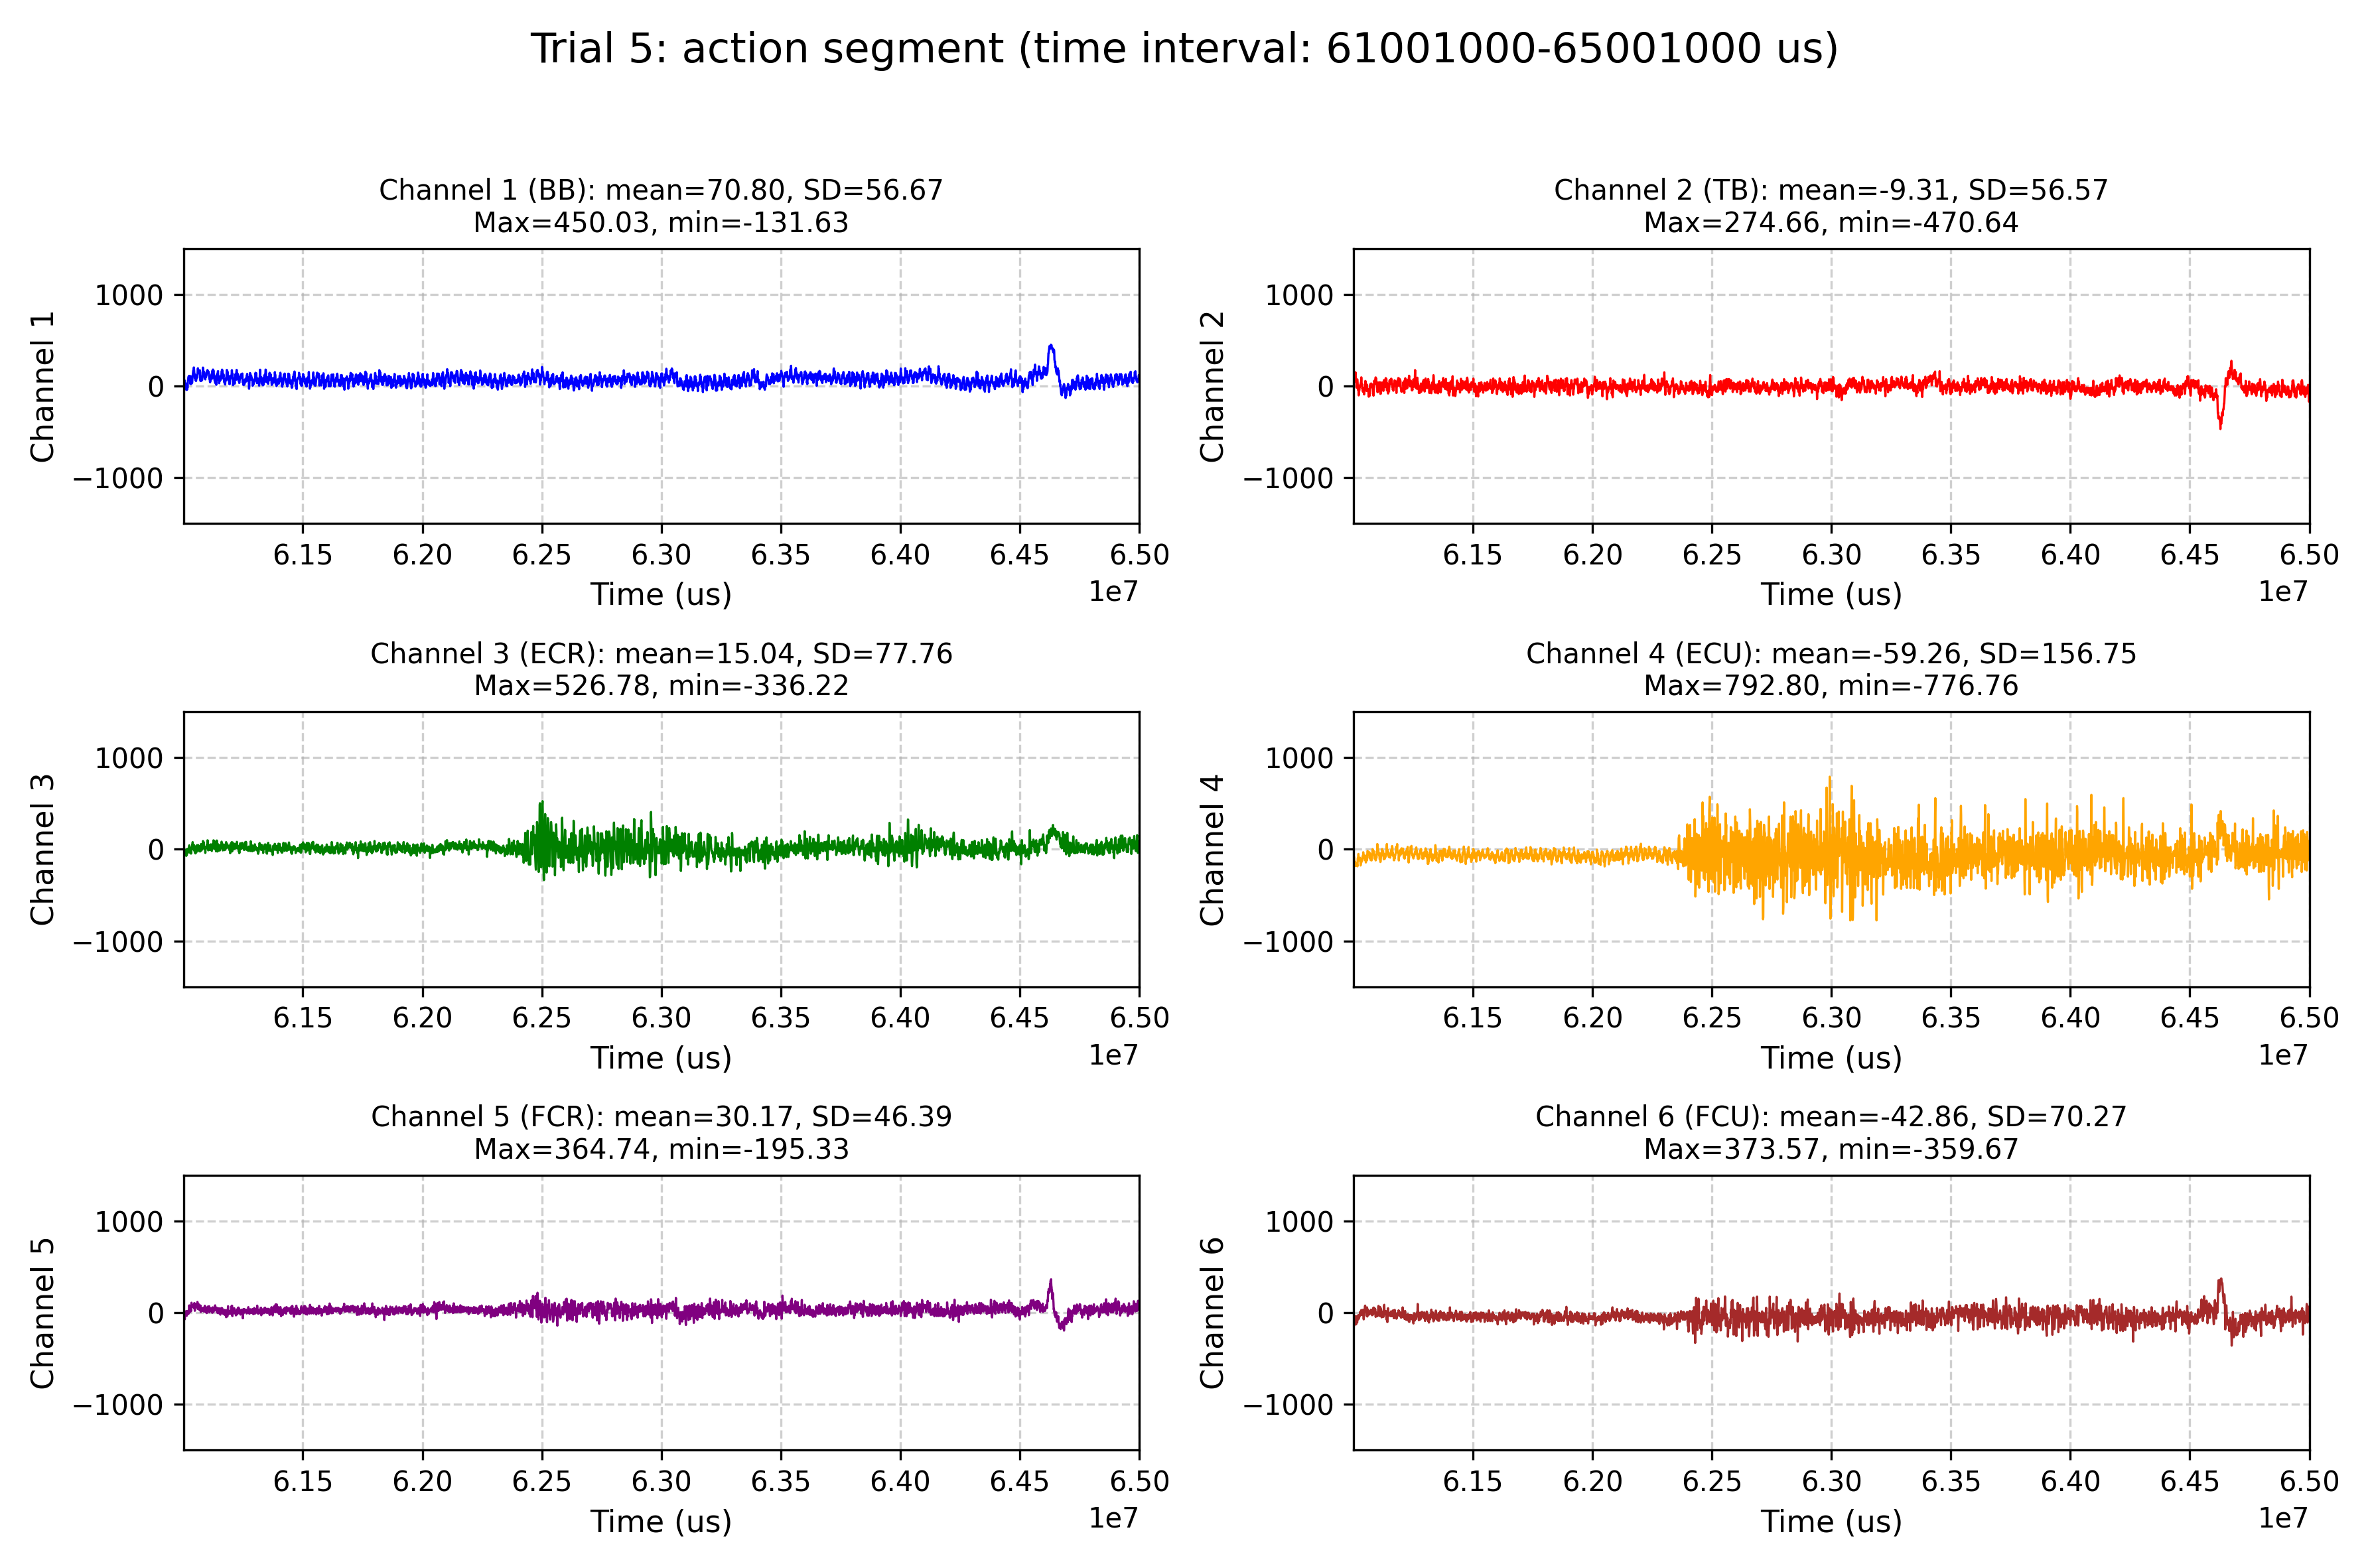 Trial 5: action segment (time interval: 61001000-65001000 us)
Channel 1 (BB): mean=70.80, SD=56.67
Max=450.03, min=-131.63
Channel 1
1000
0
−1000
6.15 6.20 6.25 6.30 6.35 6.40 6.45 6.50
Time (us)
1e7
Channel 2 (TB): mean=-9.31, SD=56.57
Max=274.66, min=-470.64
Channel 2
1000
0
−1000
6.15 6.20 6.25 6.30 6.35 6.40 6.45 6.50
Time (us)
1e7
Channel 3 (ECR): mean=15.04, SD=77.76
Max=526.78, min=-336.22
Channel 3
1000
0
−1000
6.15 6.20 6.25 6.30 6.35 6.40 6.45 6.50
Time (us)
1e7
Channel 4 (ECU): mean=-59.26, SD=156.75
Max=792.80, min=-776.76
Channel 4
1000
0
−1000
6.15 6.20 6.25 6.30 6.35 6.40 6.45 6.50
Time (us)
1e7
Channel 5 (FCR): mean=30.17, SD=46.39
Max=364.74, min=-195.33
Channel 5
1000
0
−1000
6.15 6.20 6.25 6.30 6.35 6.40 6.45 6.50
Time (us)
1e7
Channel 6 (FCU): mean=-42.86, SD=70.27
Max=373.57, min=-359.67
Channel 6
1000
0
−1000
6.15 6.20 6.25 6.30 6.35 6.40 6.45 6.50
Time (us)
1e7